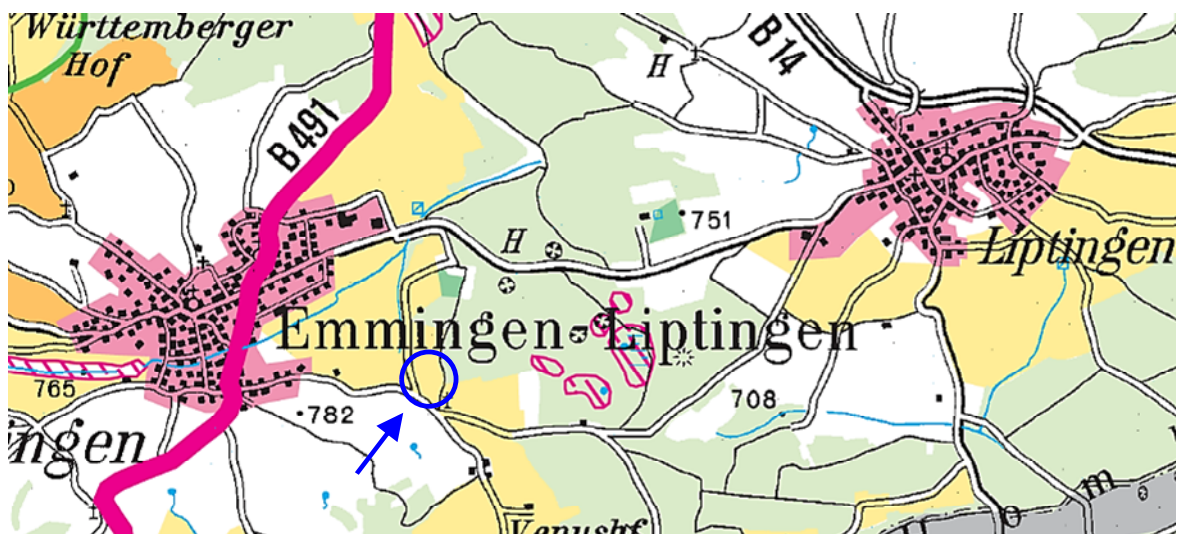 Württemberger
Hof
B 491
H
B 14
751
H
Liptingen
Emmingen-Liptingen
765
782
708
ingen